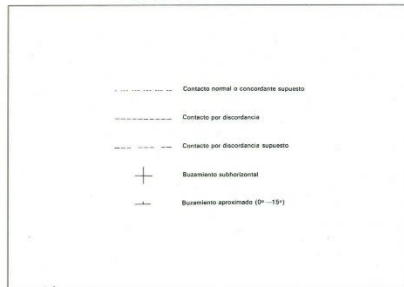 Contacto normal o concordante supuesto
Contacto por discordancia
Contacto por discordancia supuesto
Buzamiento subhorizontal
Buzamiento aproximado (0º —15º)